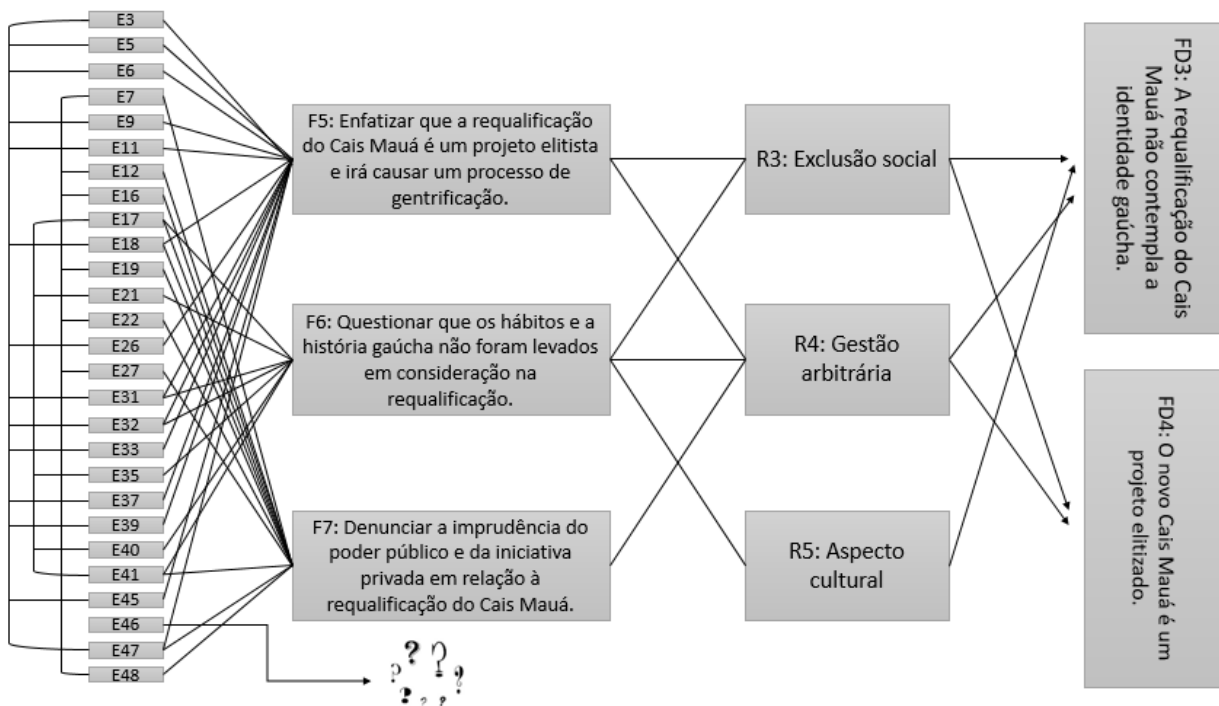 E3
E5
E6
E7
E9
E11
E12
E16
E17
E18
E19
E21
E22
E26
E27
E31
E32
E33
E35
E37
E39
E40
E41
E45
E46
E47
E48
F5: Enfatizar que a requalificação
do Cais Mauá é um projeto elitista
e irá causar um processo de
gentrificação.
F6: Questionar que os hábitos e a
história gaúcha não foram levados
em consideração na
requalificação.
F7: Denunciar a imprudência do
poder público e da iniciativa
privada em relação à
requalificação do Cais Mauá.
? ? ? ? ? ? ?
R3: Exclusão social
R4: Gestão
arbitrária
R5: Aspecto
cultural
FD3: A requalificação do Cais
Mauá não contempla a
identidade gaúcha.
FD4: O novo Cais Mauá é um
projeto elitizado.